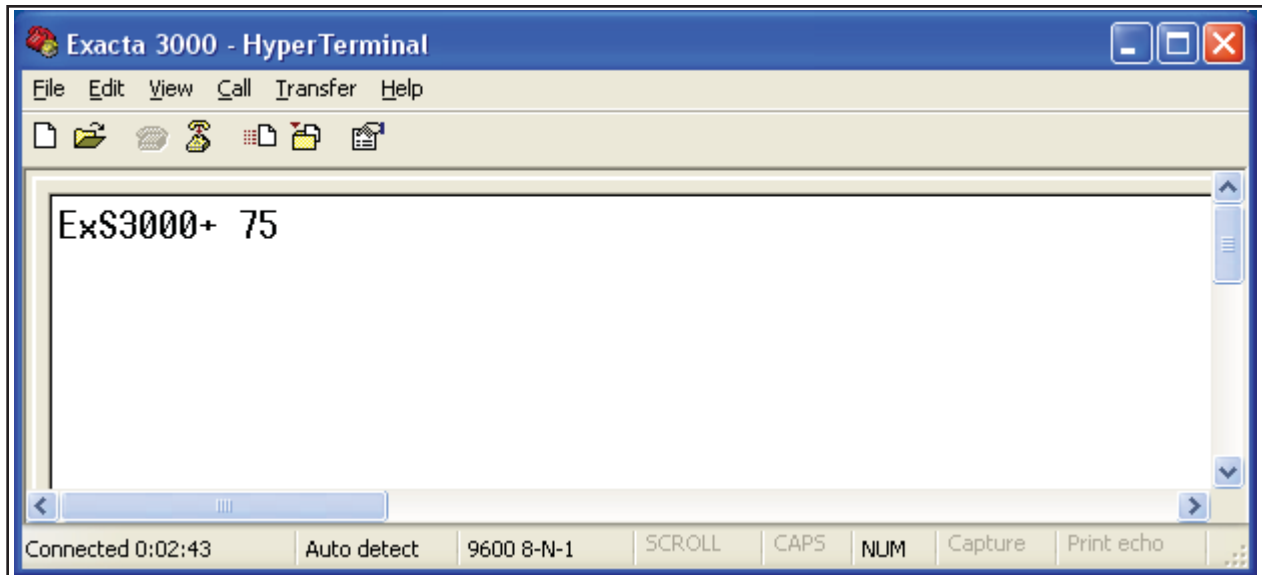 Exacta 3000 - HyperTerminal
File Edit View Call Transfer Help
ExS3000+ 75
Connected 0:02:43 Auto detect 9600 8-N-1 SCROLL CAPS NUM Capture Print echo